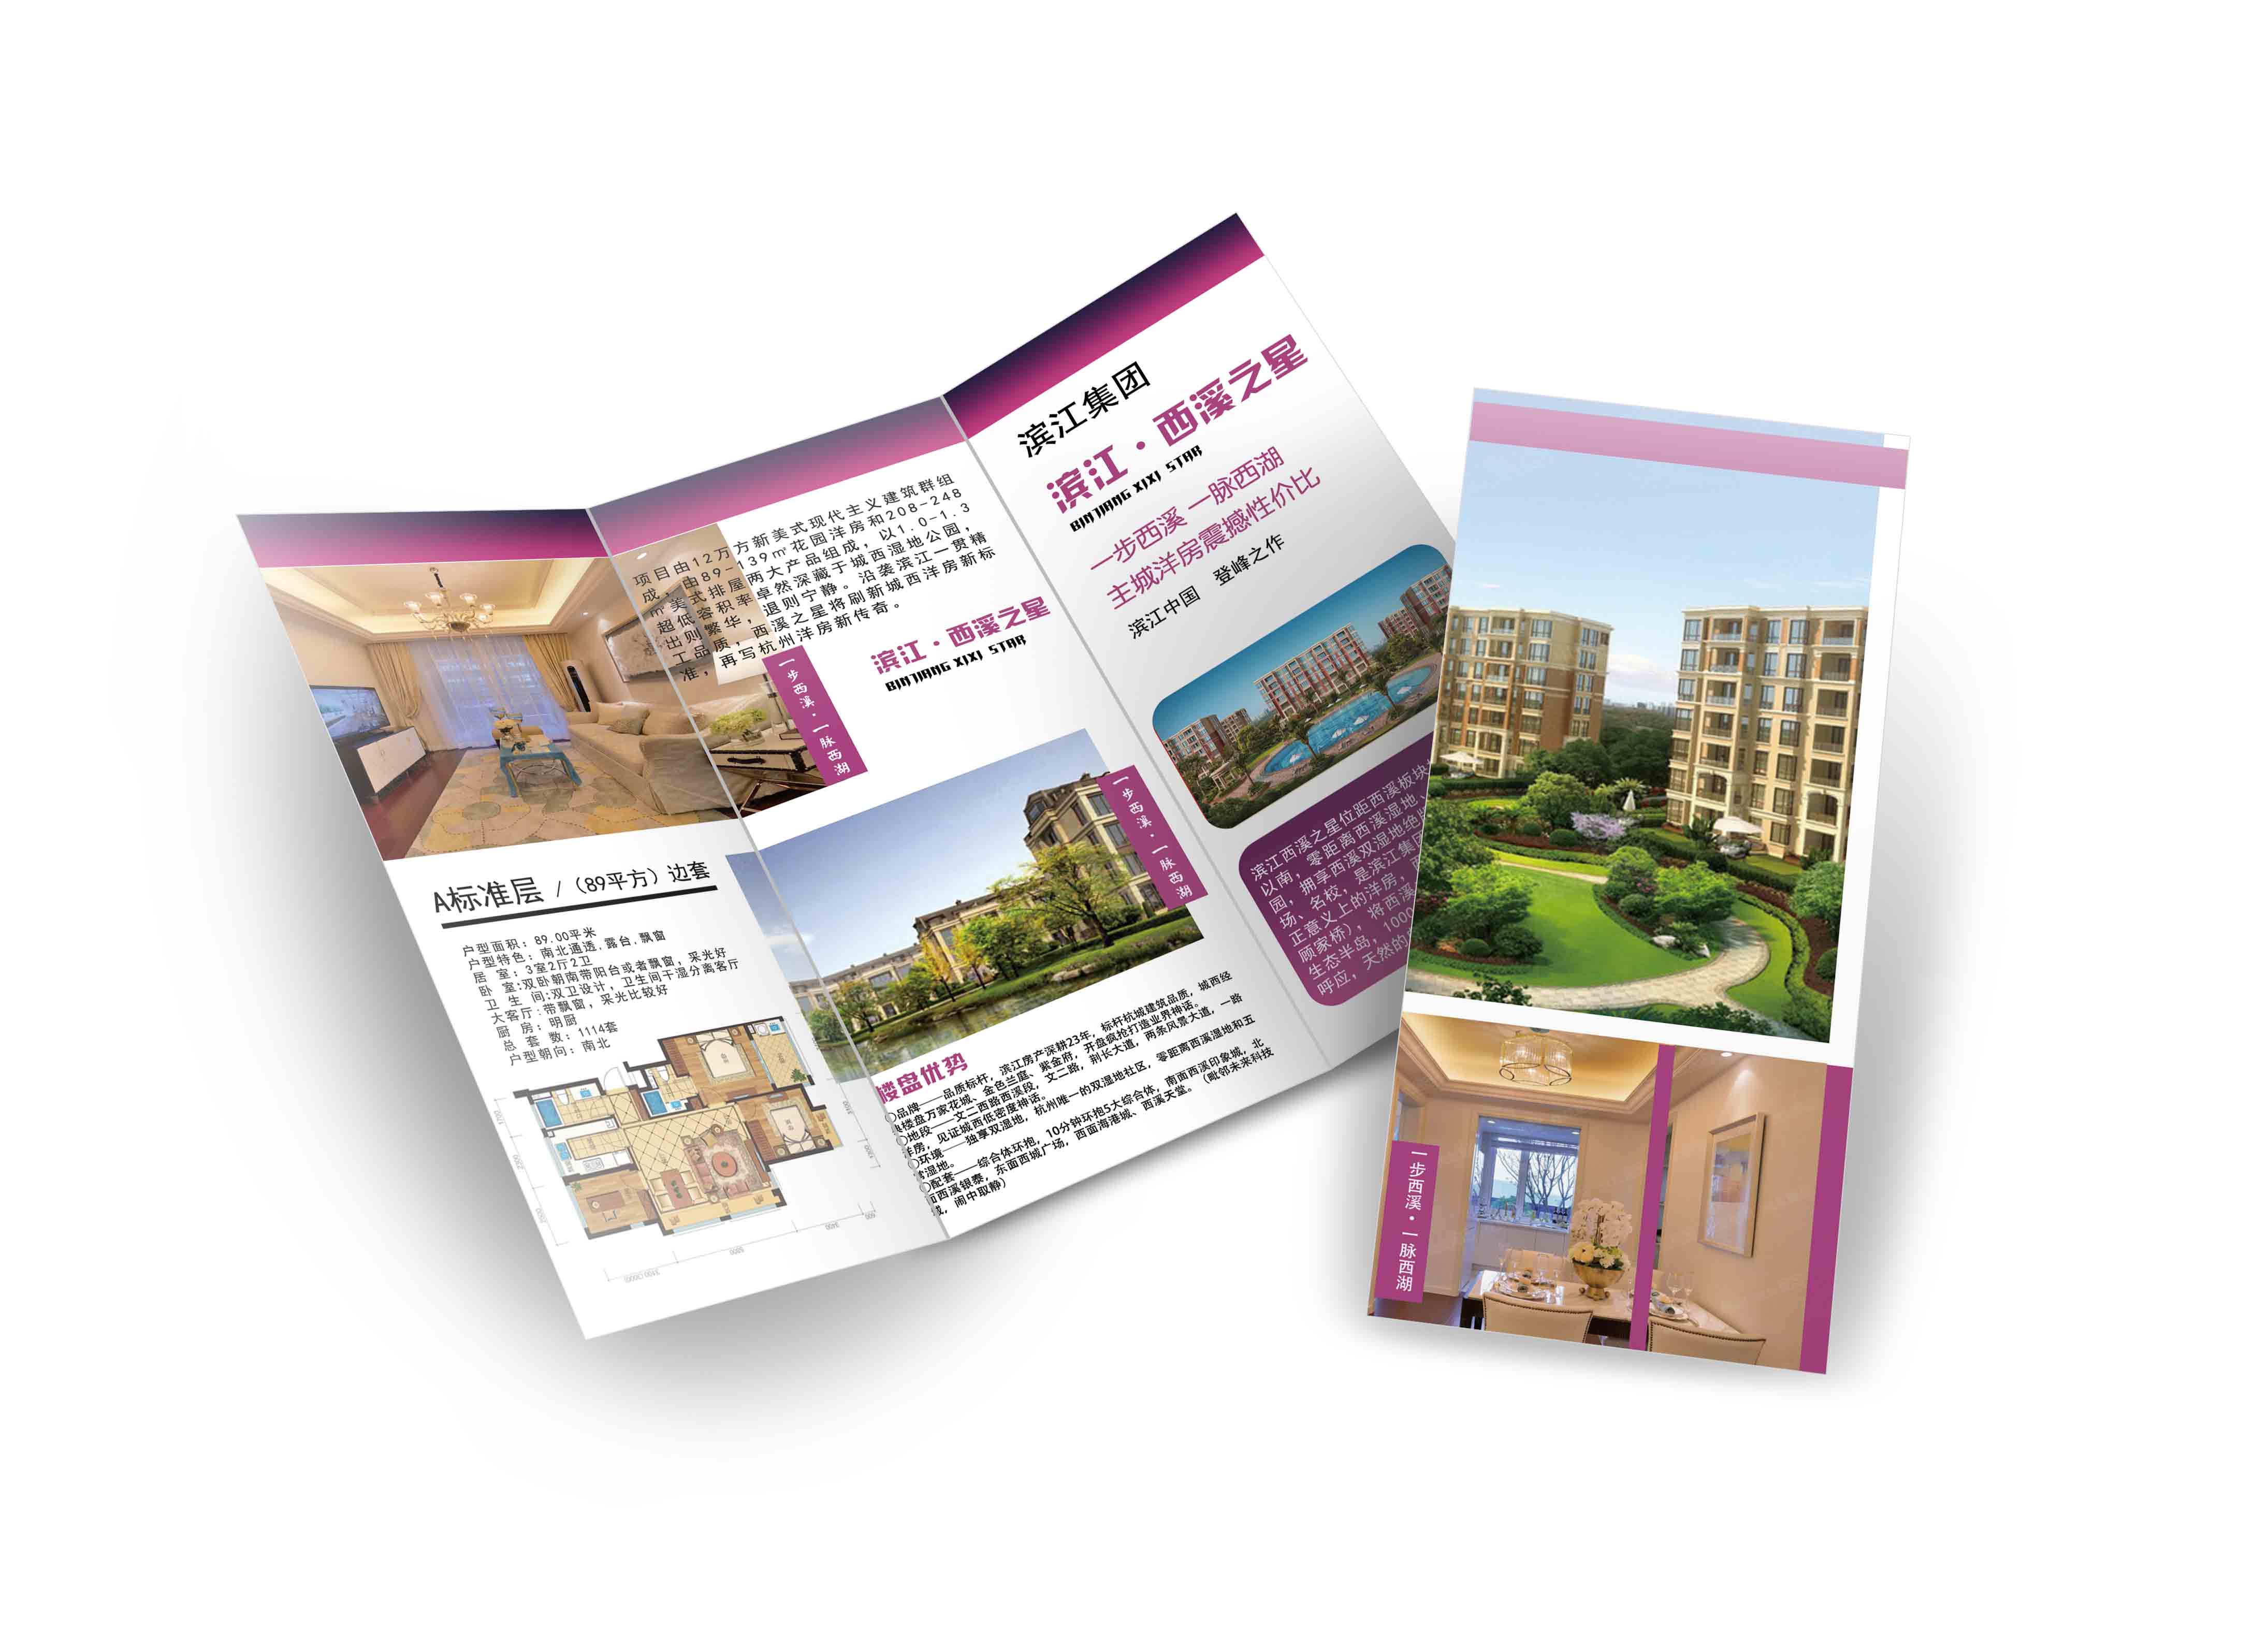 A标准层 /（89平方）边套
户型面积：89.00平米
户型特色：南北通透,露台,飘窗
居 室：3室2厅2卫
卧 室:双卧朝南带阳台或者飘窗，采光好
卫 生 间:双卫设计，卫生间干湿分离客厅
大客厅:带飘窗，采光比较好
厨 房：明厨
总 套 数：1114套
户型朝向：南北
项目由12万方新美式现代主义建筑群组
成，由89-139㎡花园洋房和208-248
㎡美式排屋两大产品组成，以1.0-1.3
超低容积率卓然深藏于城西湿地公园，
出则繁华，退则宁静。沿袭滨江一贯精
工品质，西溪之星将刷新城西洋房新标
准，再写杭州洋房新传奇。
滨江·西溪之星
BINJIANG XIXI STAR
一步西溪·一脉西湖
一步西溪·一脉西湖
楼盘优势
品牌——品质标杆，滨江房产深耕23年，标杆杭城建筑品质，城西经
典楼盘万家花城、金色兰庭、紫金府，开盘疯抢打造业界神话。
地段——文二西路西溪段，文二路，荆长大道，两条风景大道，一路
洋房，见证城西低密度神话。
环境——独享双湿地，杭州唯一的双湿地社区，零距离西溪湿地和五
常湿地。
配套——综合体环抱，10分钟环抱5大综合体，南面西溪印象城，北
面西溪银泰，东面西城广场，西面海港城、西溪天堂。（毗邻未来科技
城，闹中取静）
滨江集团
滨江·西溪之星
BINJIANG XIXI STAR
一步西溪 一脉西湖
主城洋房震撼性价比
滨江中国 登峰之作
滨江西溪之星位距西溪板块
以南，零距离西溪湿地、
园，拥享西溪双湿地绝版
场、名校，是滨江集团
正意义上的洋房，
顾家桥），将西溪
生态半岛，1000
呼应，天然的
一步西溪·一脉西湖